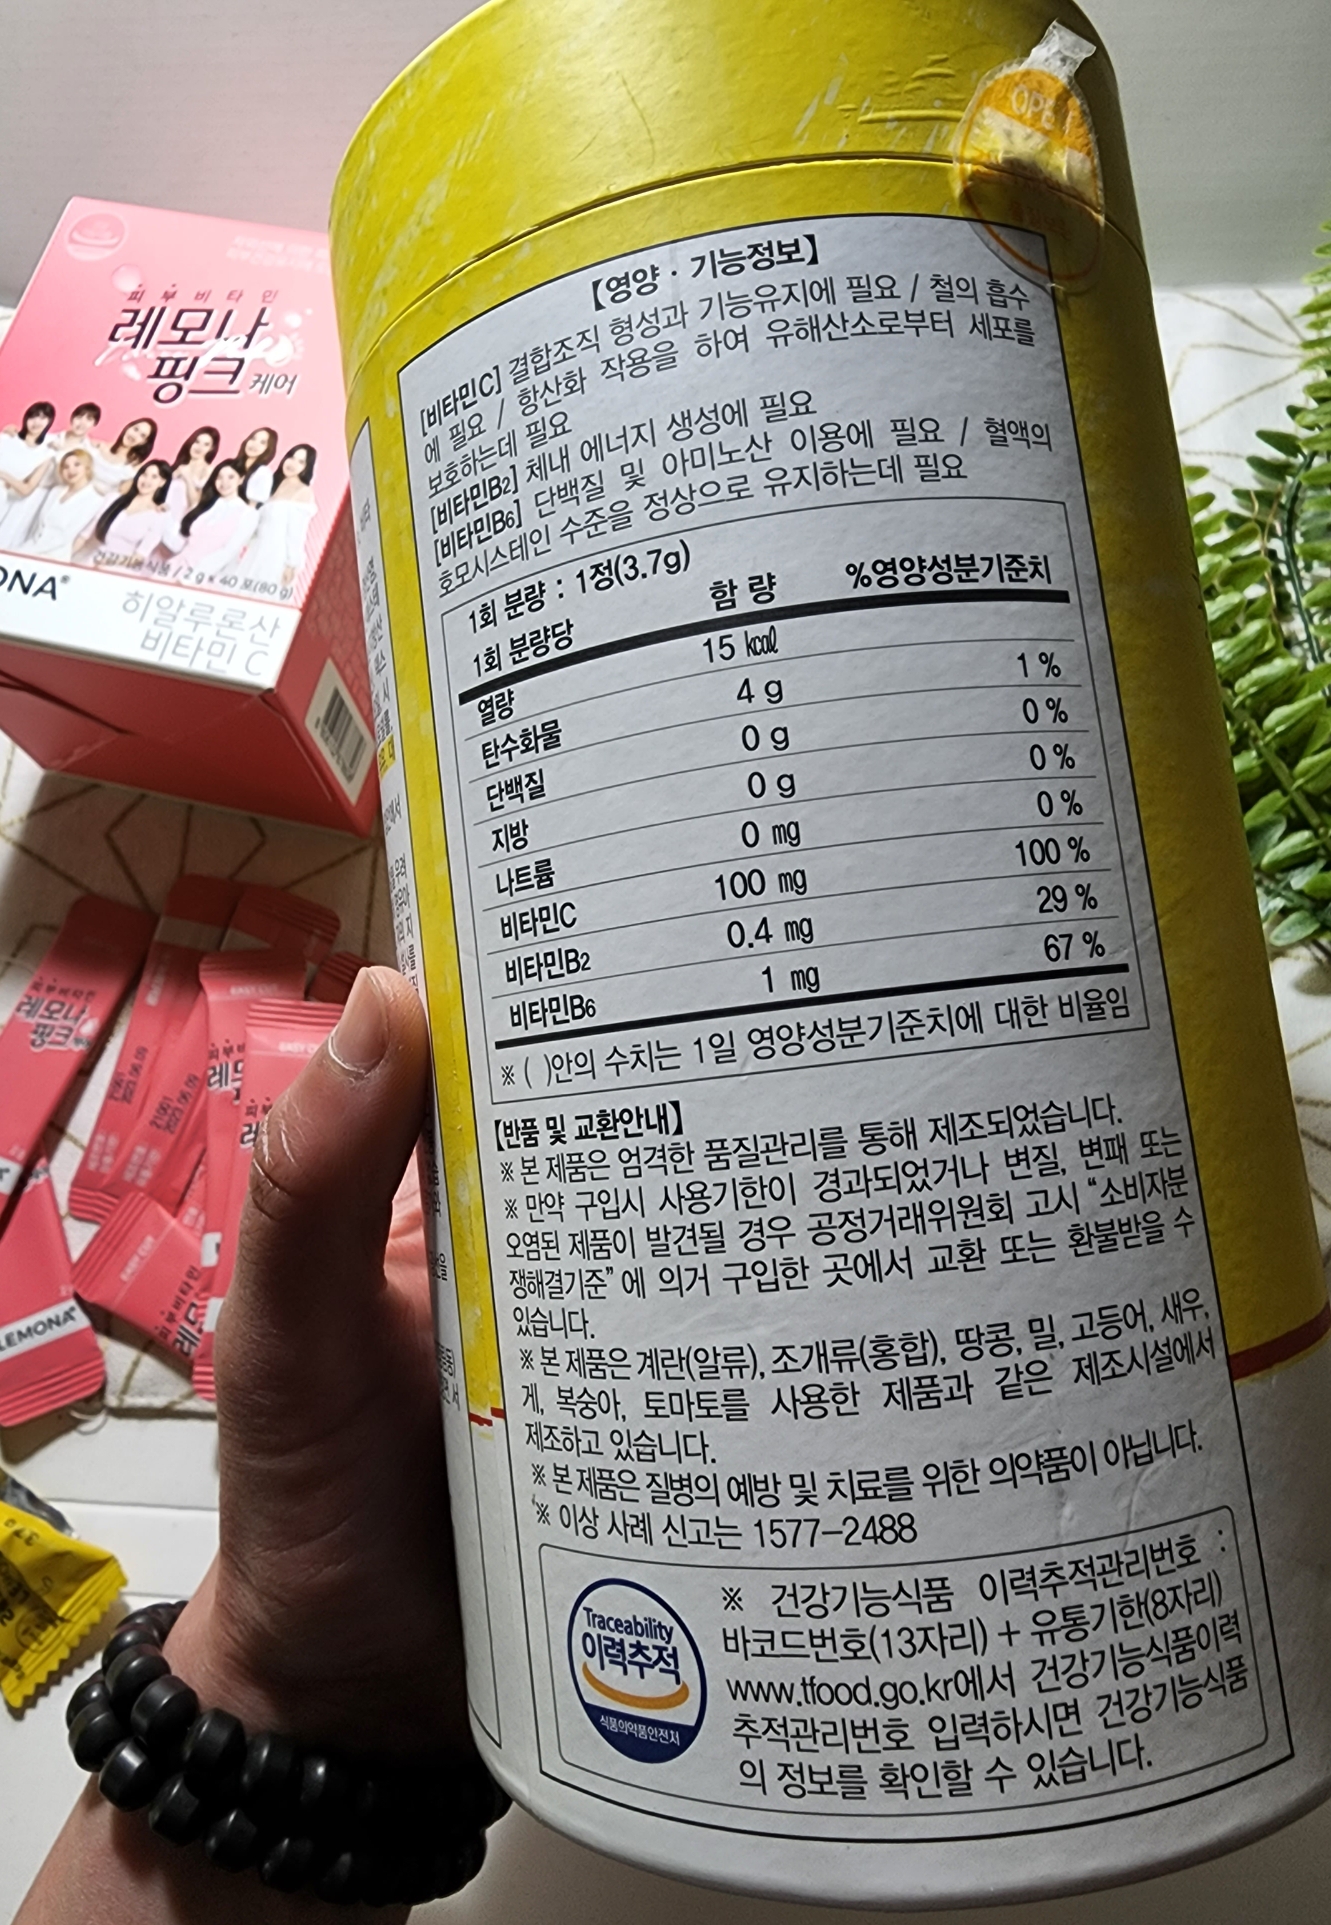 【영양 · 기능정보】
[비타민C] 결합조직 형성과 기능유지에 필요 / 철의 흡수
에 필요 / 항산화 작용을 하여 유해산소로부터 세포를
보호하는데 필요
[비타민B2] 체내 에너지 생성에 필요
[비타민B6] 단백질 및 아미노산 이용에 필요 / 혈액의
호모시스테인 수준을 정상으로 유지하는데 필요
1회 분량 : 1정(3.7g)
1회 분량당 함 량 %영양성분기준치
열량 15 kcal
탄수화물 4 g 1 %
단백질 0 g 0 %
지방 0 g 0 %
나트륨 0 mg 0 %
비타민C 100 mg 100 %
비타민B2 0.4 mg 29 %
비타민B6 1 mg 67 %
※ ( )안의 수치는 1일 영양성분기준치에 대한 비율임
【반품 및 교환안내】
※ 본 제품은 엄격한 품질관리를 통해 제조되었습니다.
※ 만약 구입시 사용기한이 경과되었거나 변질, 변패 또는
오염된 제품이 발견될 경우 공정거래위원회 고시 “소비자분
쟁해결기준” 에 의거 구입한 곳에서 교환 또는 환불받을 수
있습니다.
※ 본 제품은 계란(알류), 조개류(홍합), 땅콩, 밀, 고등어, 새우,
게, 복숭아, 토마토를 사용한 제품과 같은 제조시설에서
제조하고 있습니다.
※ 본 제품은 질병의 예방 및 치료를 위한 의약품이 아닙니다.
※ 이상 사례 신고는 1577-2488
Traceability
이력추적
식품의약품안전처
※ 건강기능식품 이력추적관리번호 :
바코드번호(13자리) + 유통기한(8자리)
www.tfood.go.kr에서 건강기능식품이력
추적관리번호 입력하시면 건강기능식품
의 정보를 확인할 수 있습니다.
피부비타민
레모나
핑크 케어
건강기능식품 / 2 g x 40 포(80 g)
ONA®
히알루론산
비타민 C
레모나
핑크
EASY CUT
LEMONA